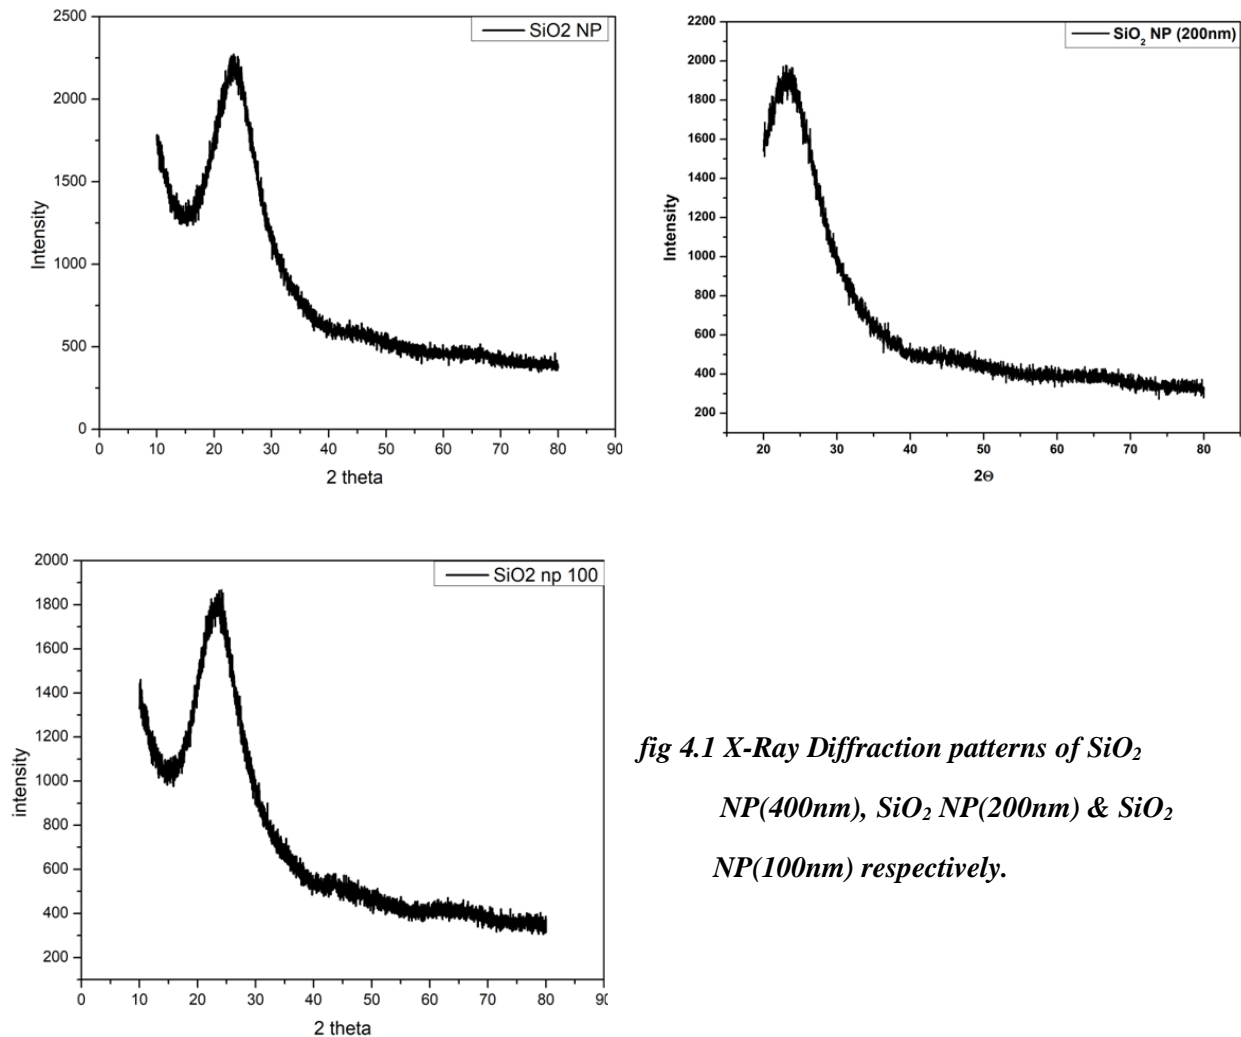 2500
SiO2 NP
2000
1500
1000
500
0
Intensity
0 10 20 30 40 50 60 70 80 90
2 theta
2200
SiO₂ NP (200nm)
2000
1800
1600
1400
1200
1000
800
600
400
200
Intensity
20 30 40 50 60 70 80
2Θ
2000
SiO2 np 100
1800
1600
1400
1200
1000
800
600
400
200
intensity
0 10 20 30 40 50 60 70 80 90
2 theta
fig 4.1 X-Ray Diffraction patterns of SiO₂
NP(400nm), SiO₂ NP(200nm) & SiO₂
NP(100nm) respectively.